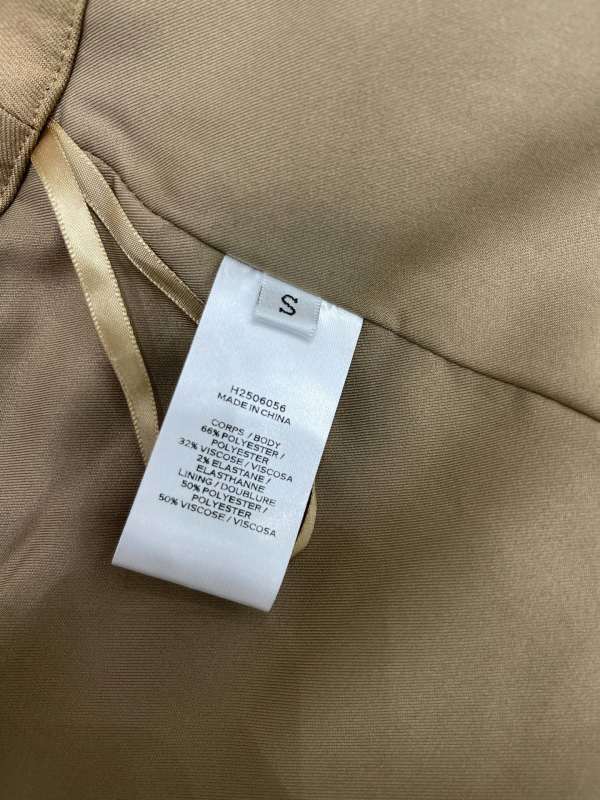 S
H2506056
MADE IN CHINA
CORPS / BODY
66% POLYESTER /
POLYESTER
32% VISCOSE / VISCOSA
2% ELASTANE /
ELASTHANNE
LINING / DOUBLURE
50% POLYESTER /
POLYESTER
50% VISCOSE / VISCOSA